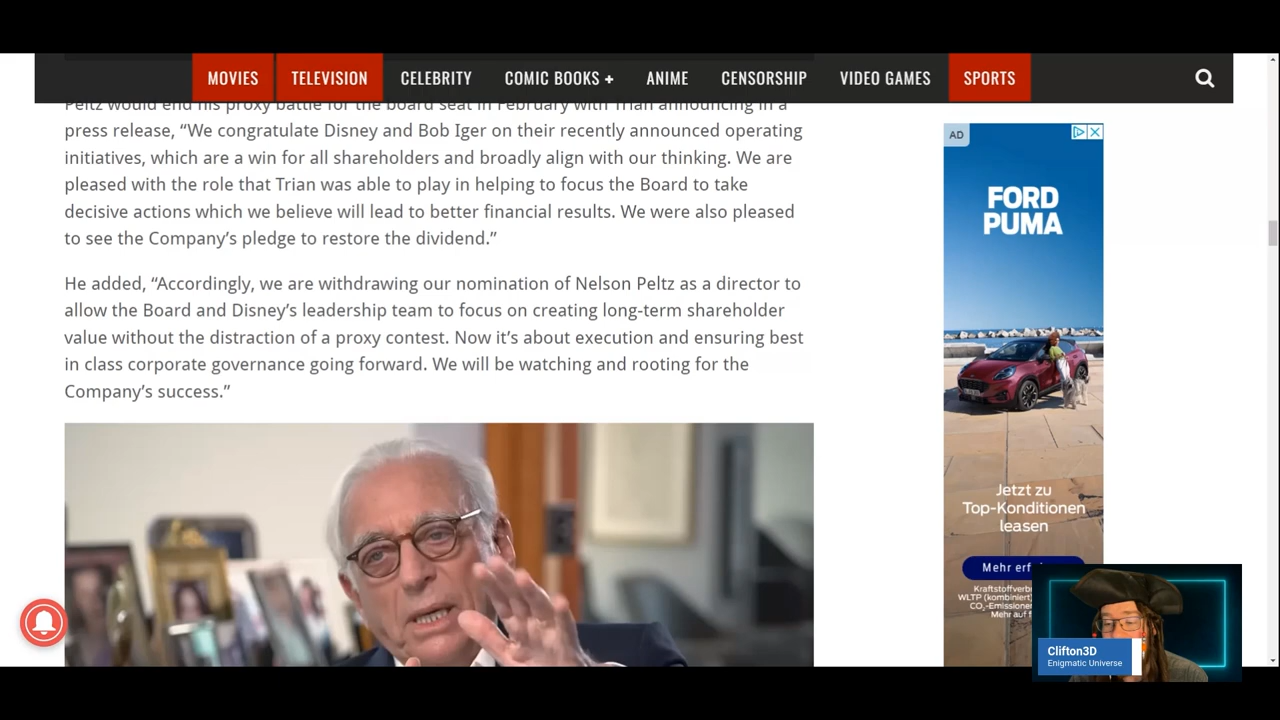 MOVIES TELEVISION CELEBRITY COMIC BOOKS + ANIME CENSORSHIP VIDEO GAMES SPORTS
Peltz would end his proxy battle for the board seat in February with Trian announcing in a
press release, “We congratulate Disney and Bob Iger on their recently announced operating
initiatives, which are a win for all shareholders and broadly align with our thinking. We are
pleased with the role that Trian was able to play in helping to focus the Board to take
decisive actions which we believe will lead to better financial results. We were also pleased
to see the Company’s pledge to restore the dividend.”
He added, “Accordingly, we are withdrawing our nomination of Nelson Peltz as a director to
allow the Board and Disney’s leadership team to focus on creating long-term shareholder
value without the distraction of a proxy contest. Now it’s about execution and ensuring best
in class corporate governance going forward. We will be watching and rooting for the
Company’s success.”
AD
FORD
PUMA
Jetzt zu
Top-Konditionen
leasen
Mehr
WLTP (kombiniert)
Mehr auf
Clifton3D
Enigmatic Universe